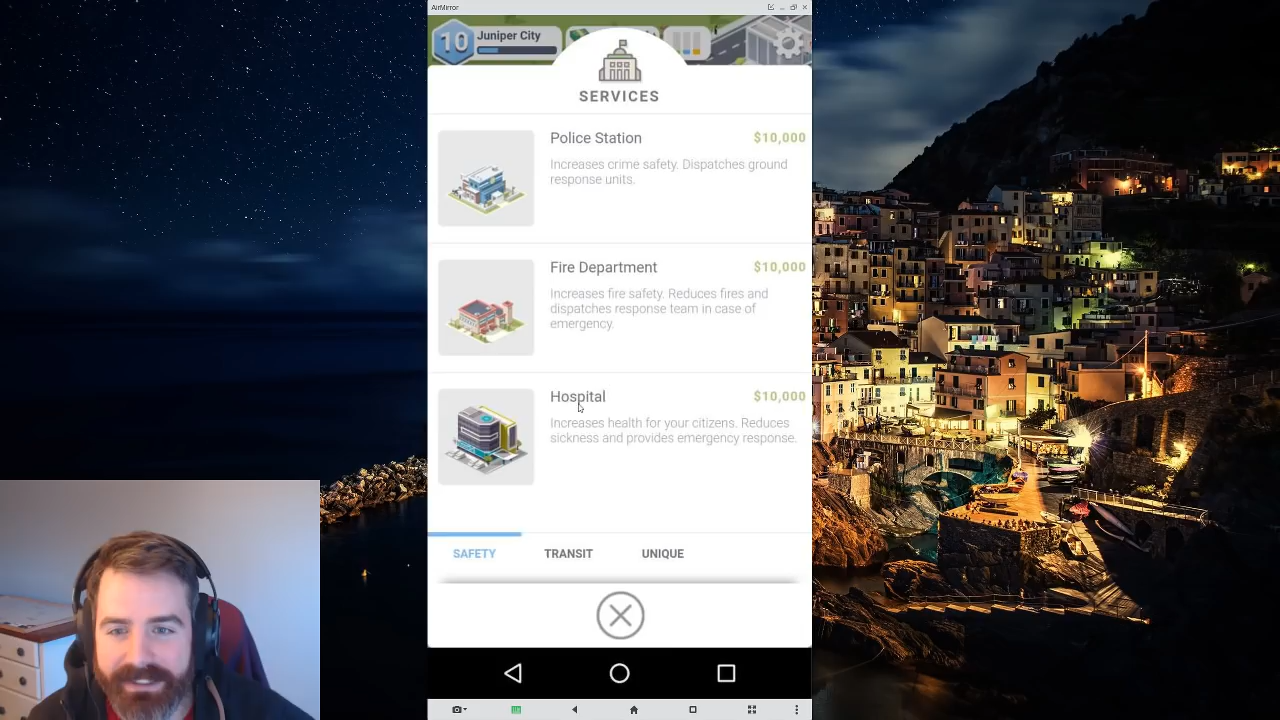 AirMirror
10
Juniper City
SERVICES
Police Station
$10,000
Increases crime safety. Dispatches ground
response units.
Fire Department
$10,000
Increases fire safety. Reduces fires and
dispatches response team in case of
emergency.
Hospital
$10,000
Increases health for your citizens. Reduces
sickness and provides emergency response.
SAFETY
TRANSIT
UNIQUE